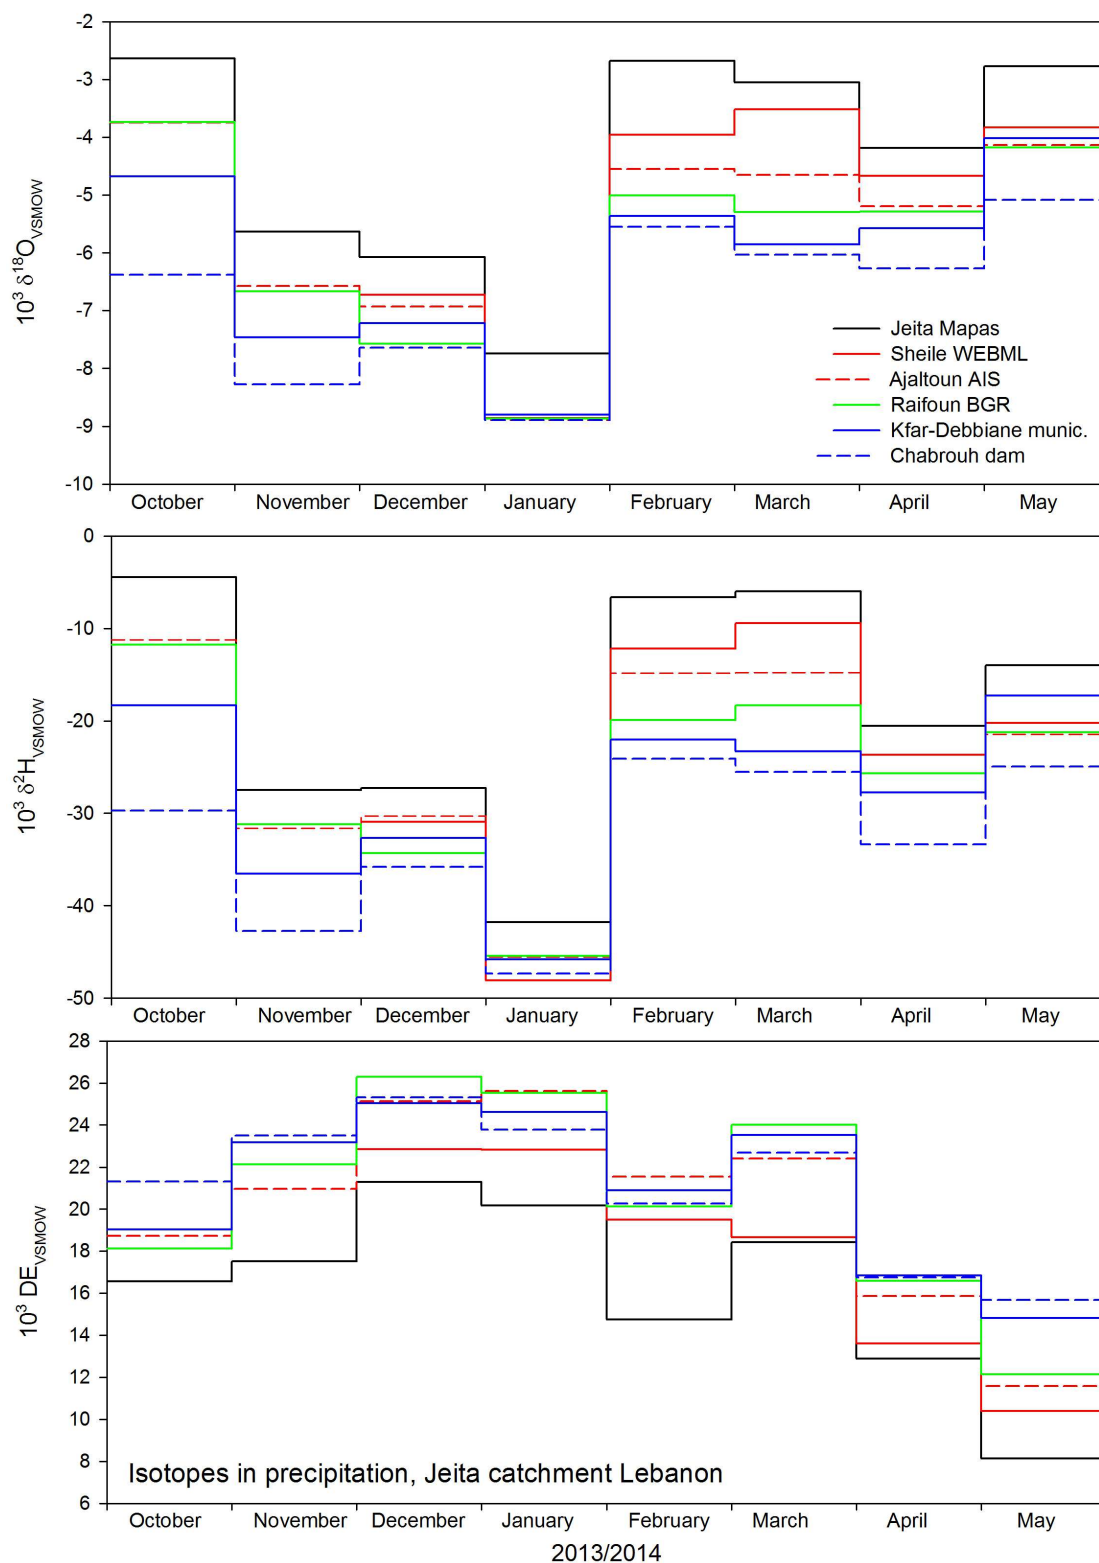 -2
-3
-4
-5
-6
-7
-8
-9
-10
10³ δ¹⁸O_VSMOW
Jeita Mapas
Sheile WEBML
Ajaltoun AIS
Raifoun BGR
Kfar-Debbiane munic.
Chabrouh dam
October November December January February March April May
0
-10
-20
-30
-40
-50
10³ δ²H_VSMOW
October November December January February March April May
28
26
24
22
20
18
16
14
12
10
8
6
10³ DE_VSMOW
Isotopes in precipitation, Jeita catchment Lebanon
October November December January February March April May
2013/2014